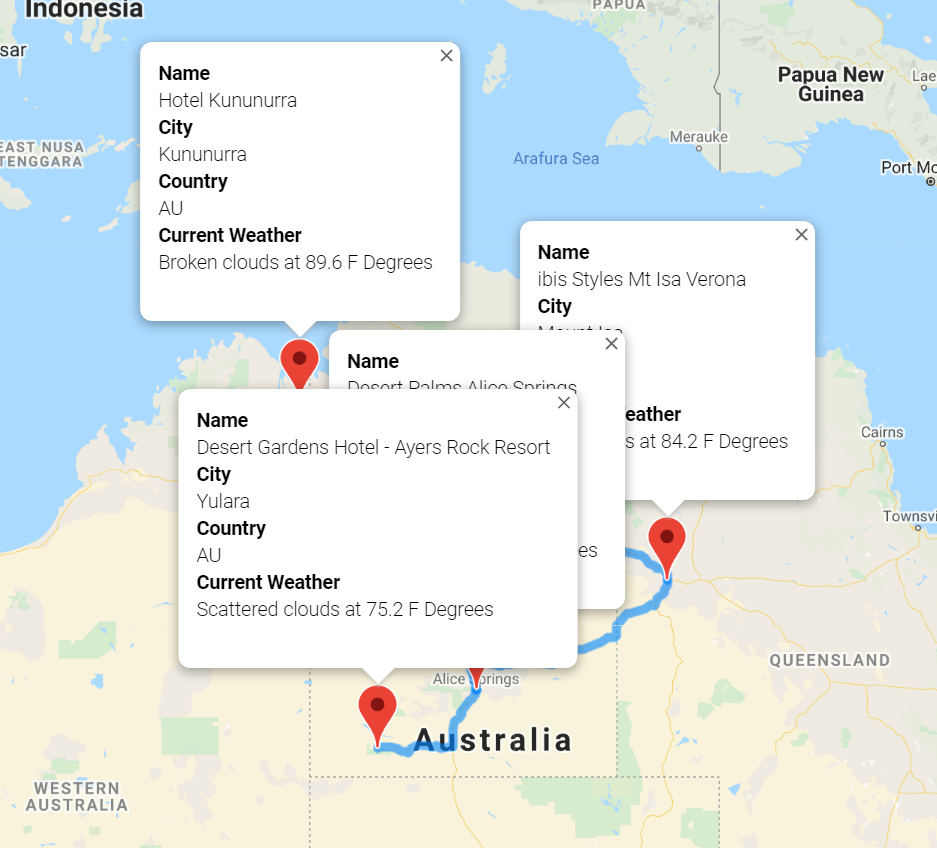 Indonesia
PAPUA
sar
Name
Hotel Kununurra
City
Kununurra
Country
AU
Current Weather
Broken clouds at 89.6 F Degrees
Papua New
Guinea
Lae
Merauke
EAST NUSA
TENGGARA
Arafura Sea
Port Mo
Name
ibis Styles Mt Isa Verona
City
Mount Isa
eather
s at 84.2 F Degrees
Name
Desert Palms Alice Springs
es
Name
Desert Gardens Hotel - Ayers Rock Resort
City
Yulara
Country
AU
Current Weather
Scattered clouds at 75.2 F Degrees
Cairns
Townsvi
QUEENSLAND
Alice Springs
Australia
WESTERN
AUSTRALIA